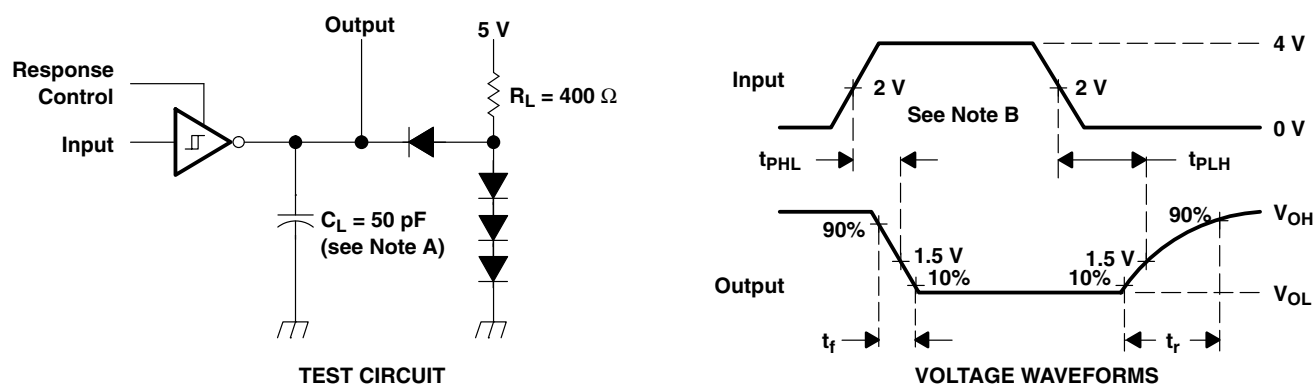 Output
5 V
Response
Control
R_L = 400 Ω
Input
C_L = 50 pF
(see Note A)
TEST CIRCUIT
4 V
Input
2 V
2 V
See Note B
0 V
t_PHL
t_PLH
V_OH
90%
90%
1.5 V
1.5 V
10%
10%
Output
V_OL
t_f
t_r
VOLTAGE WAVEFORMS